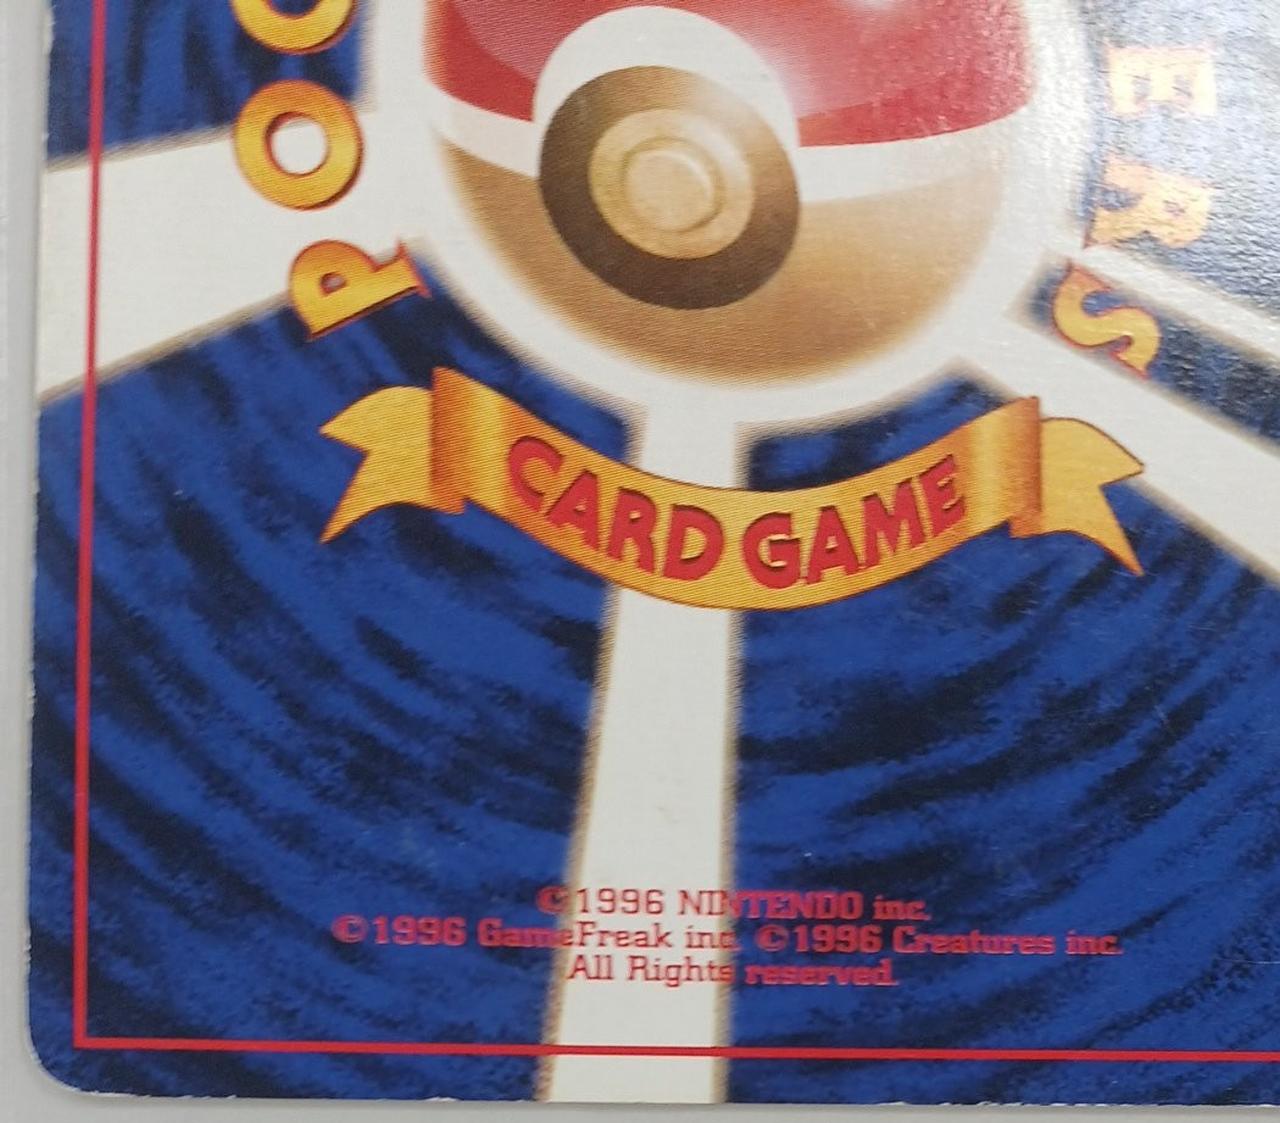 POC
ERS
CARD GAME
©1996 NINTENDO inc.
©1996 GameFreak inc. ©1996 Creatures inc.
All Rights reserved.